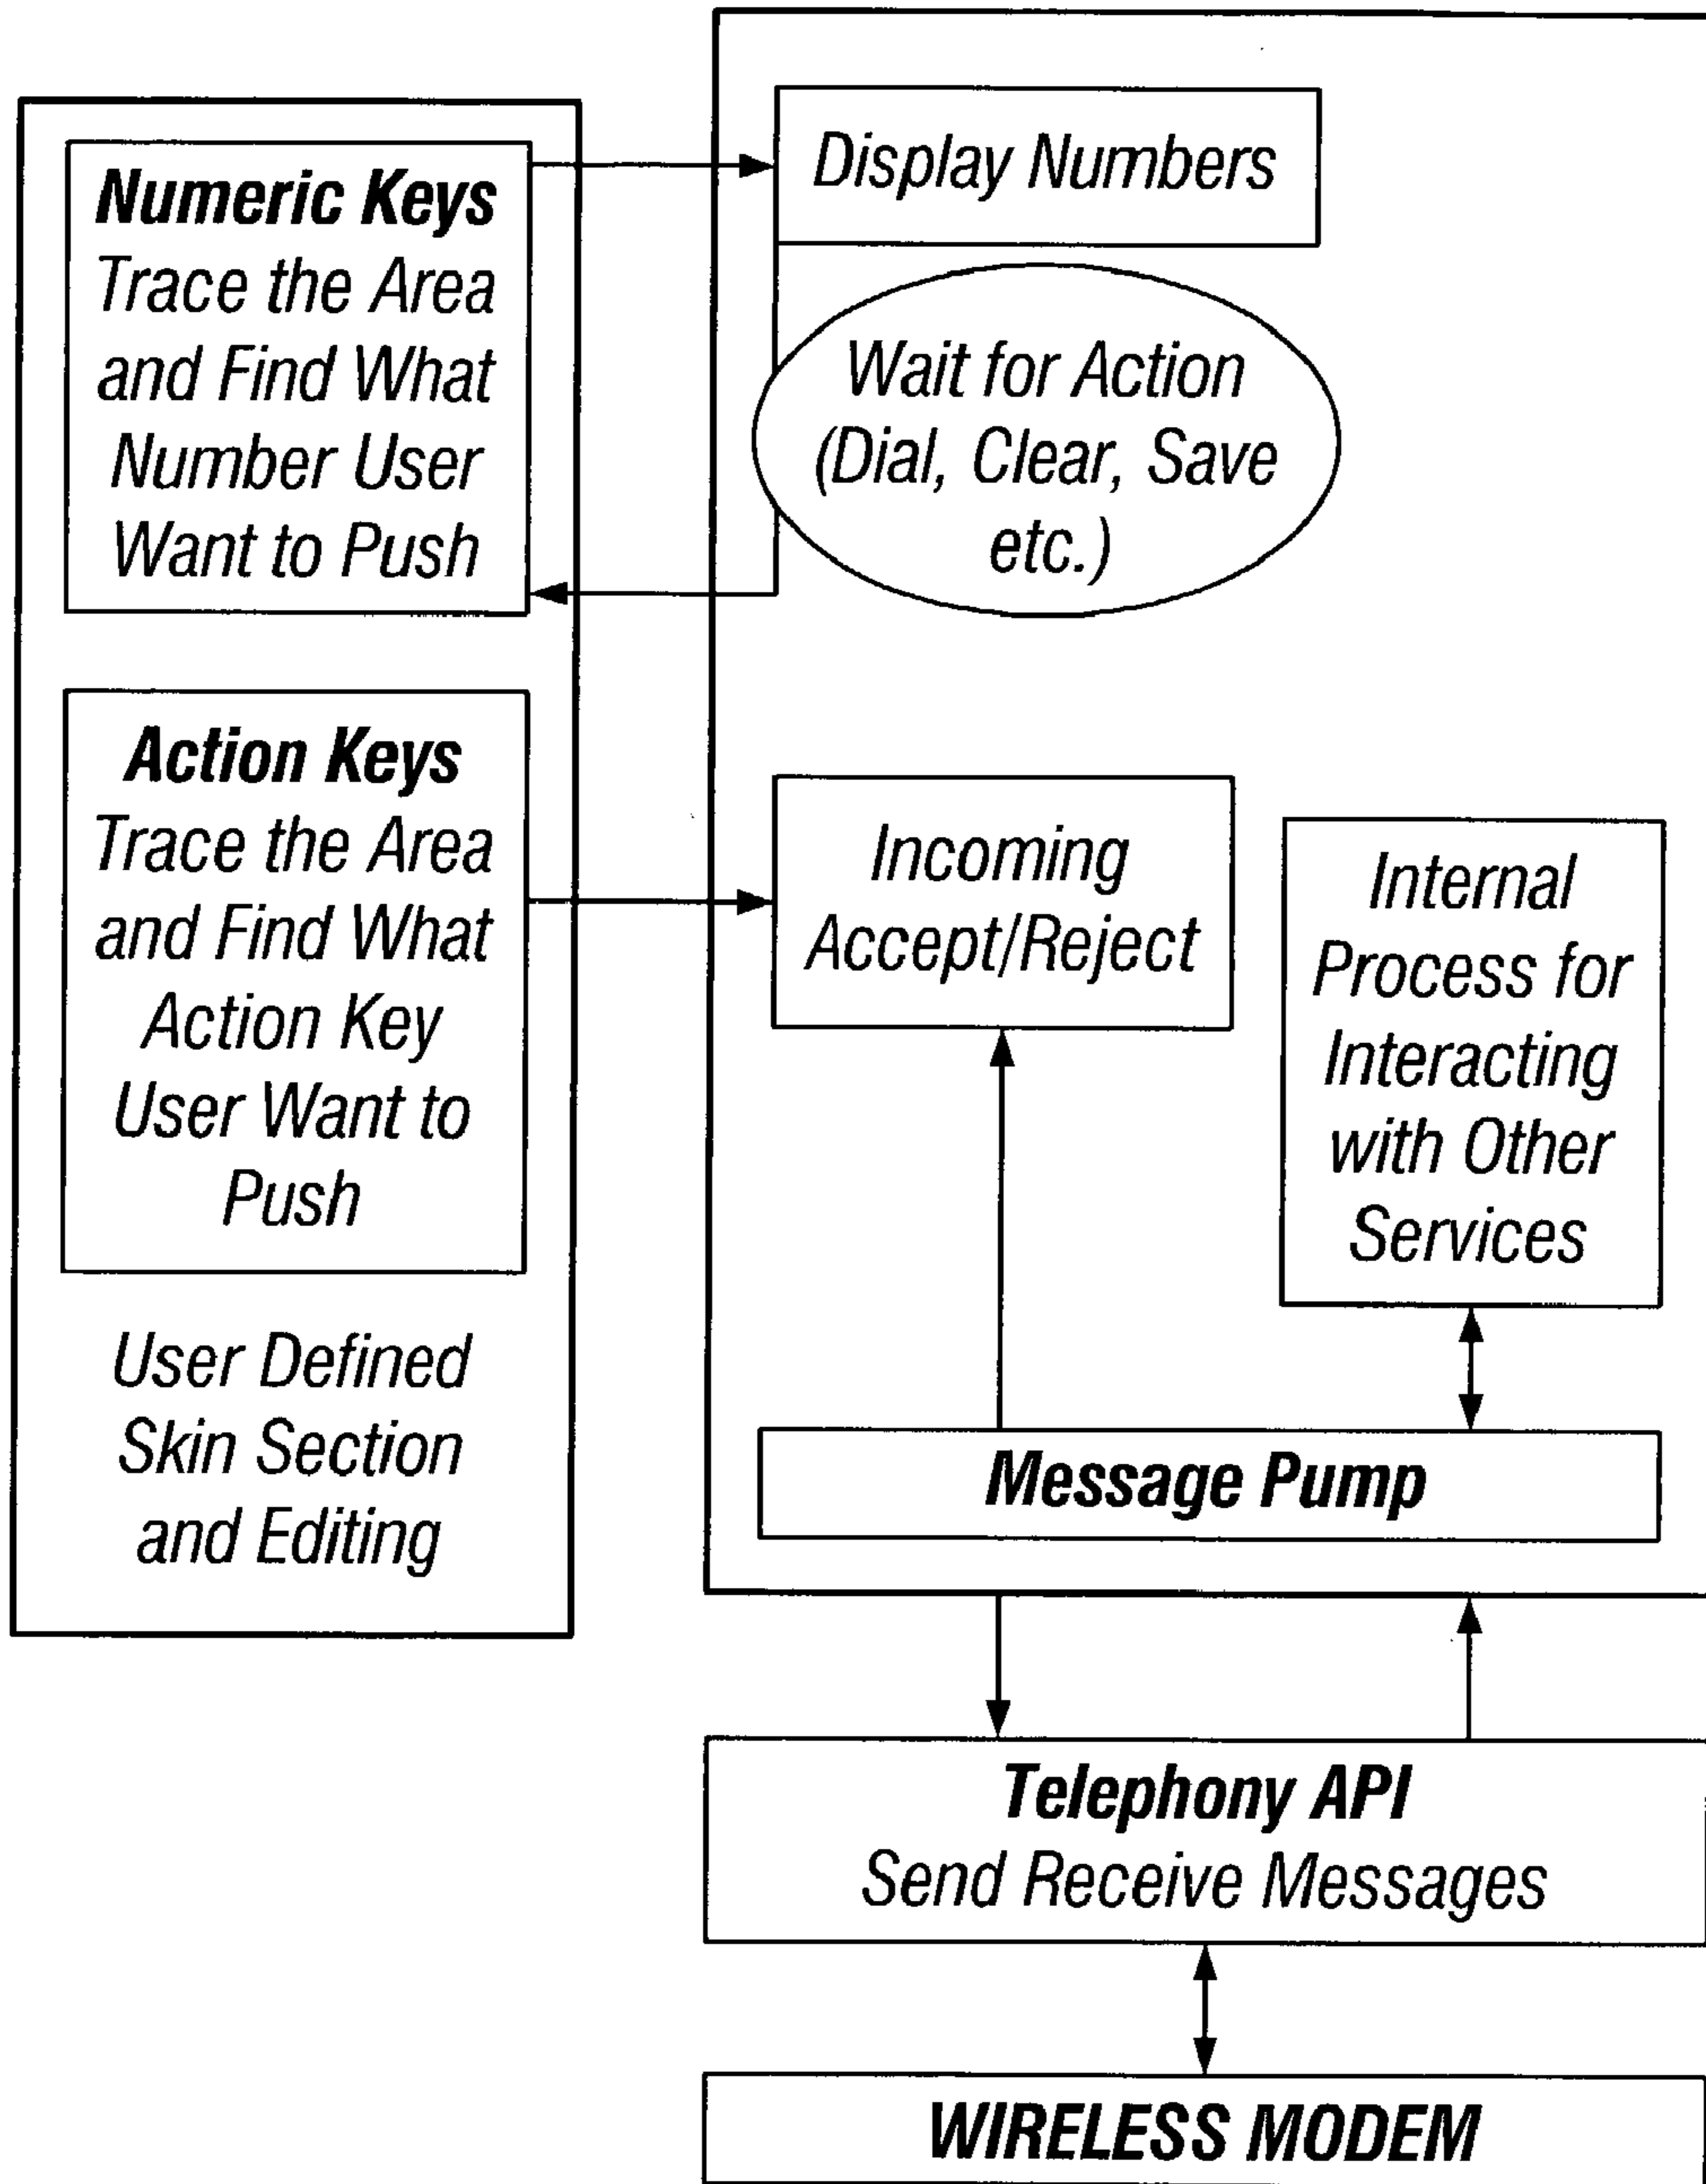 Numeric Keys
Trace the Area
and Find What
Number User
Want to Push
Action Keys
Trace the Area
and Find What
Action Key
User Want to
Push
User Defined
Skin Section
and Editing
Display Numbers
Wait for Action
(Dial, Clear, Save
etc.)
Incoming
Accept/Reject
Internal
Process for
Interacting
with Other
Services
Message Pump
Telephony API
Send Receive Messages
WIRELESS MODEM